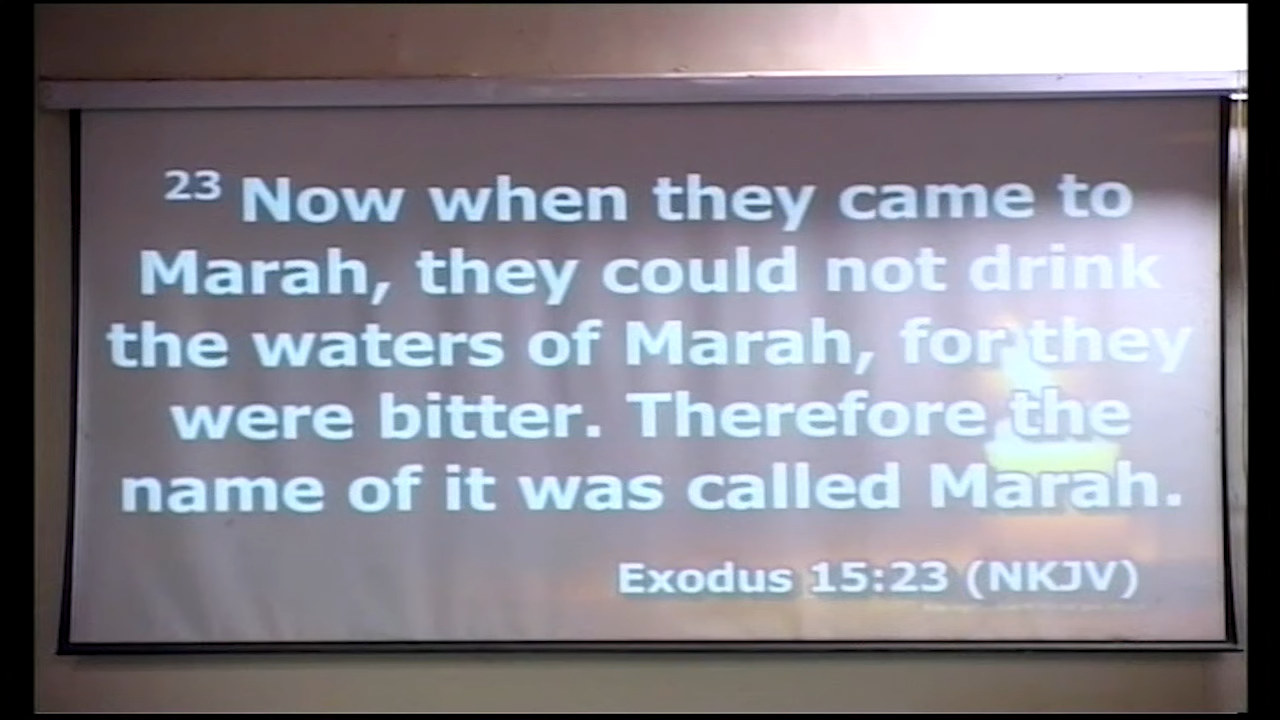 23 Now when they came to
Marah, they could not drink
the waters of Marah, for they
were bitter. Therefore the
name of it was called Marah.
Exodus 15:23 (NKJV)